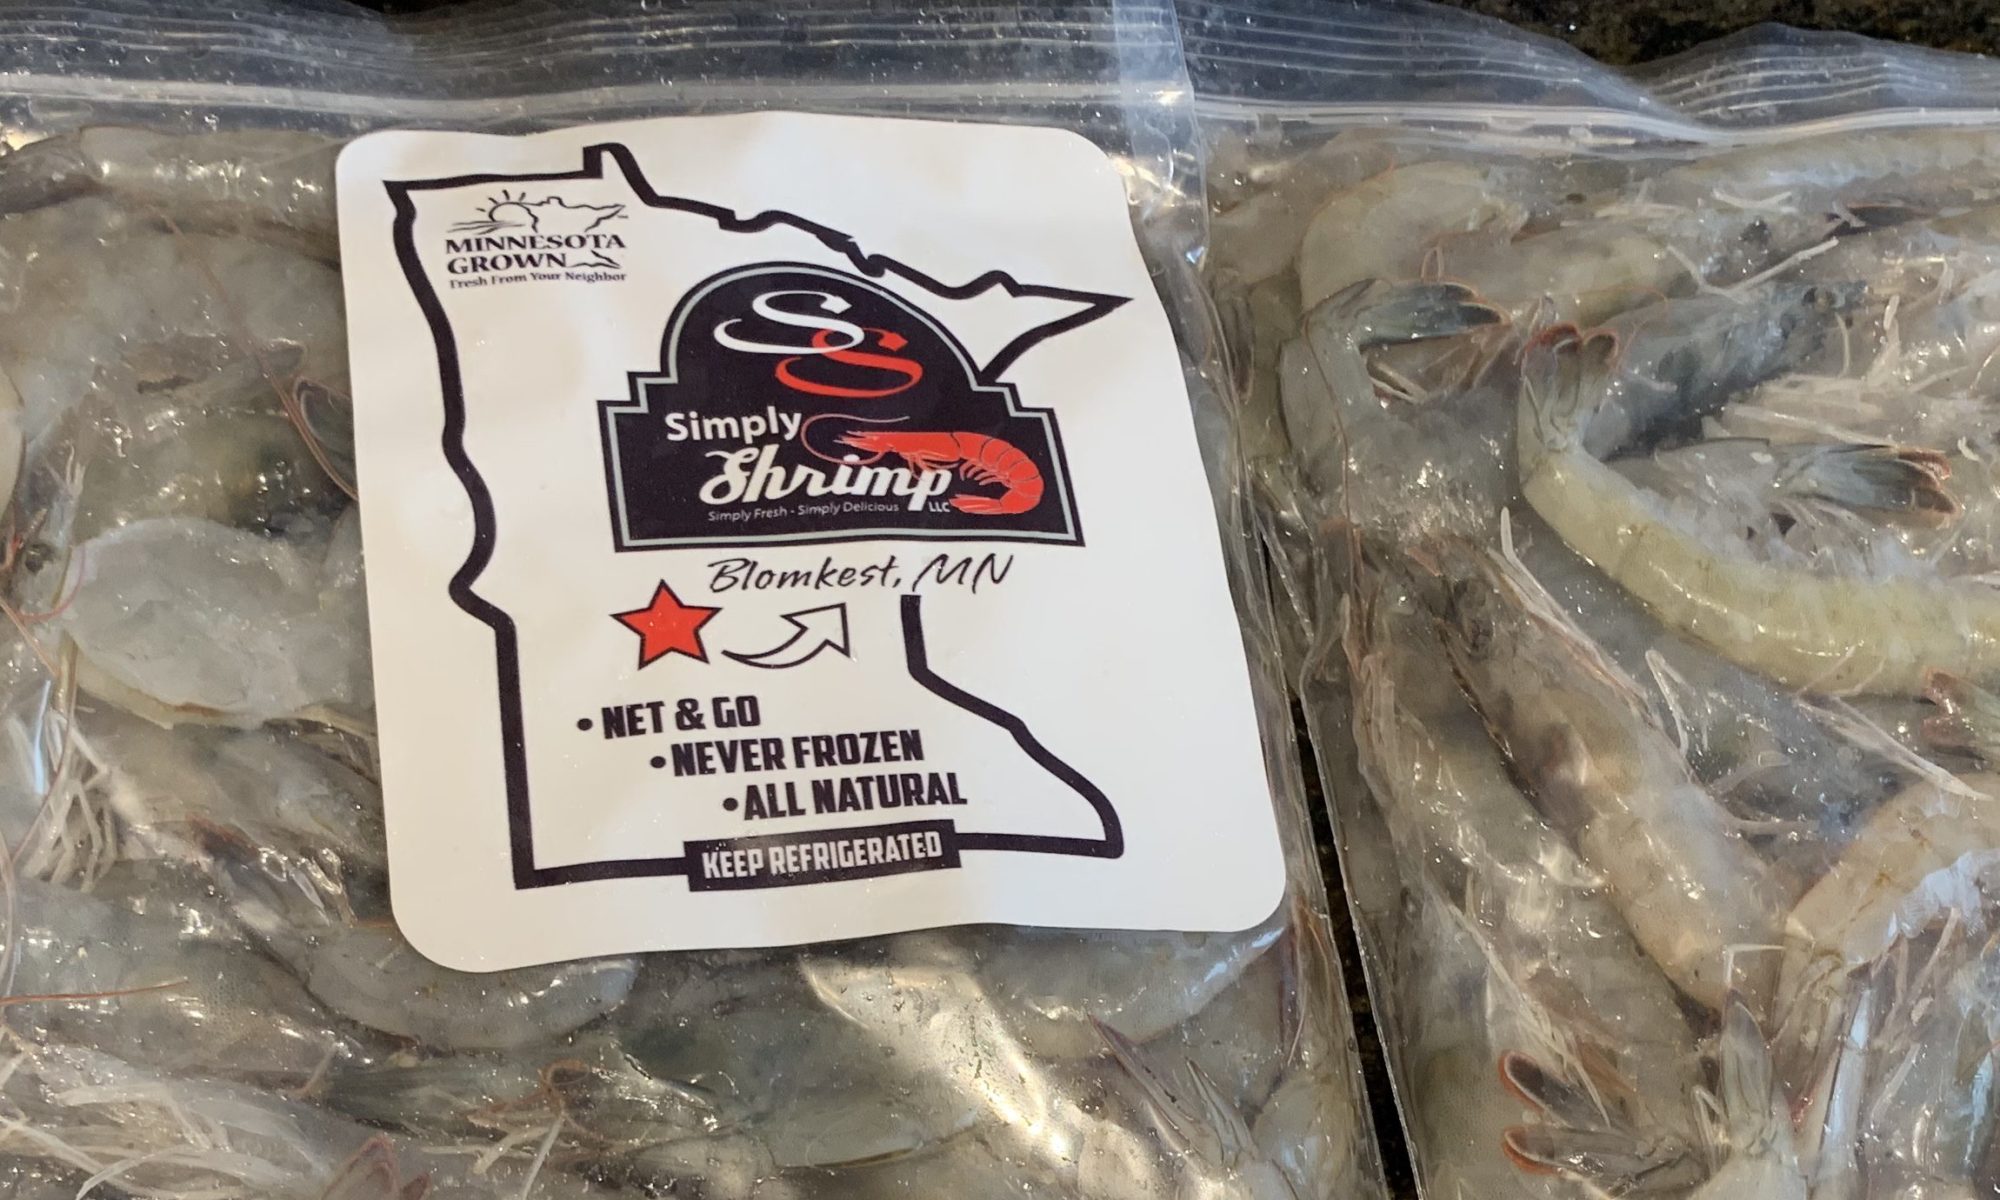 MINNESOTA
GROWN
Fresh From Your Neighbor
SS
Simply
Shrimp
LLC
Simply Fresh - Simply Delicious
Blomkest, MN
• NET & GO
• NEVER FROZEN
• ALL NATURAL
KEEP REFRIGERATED